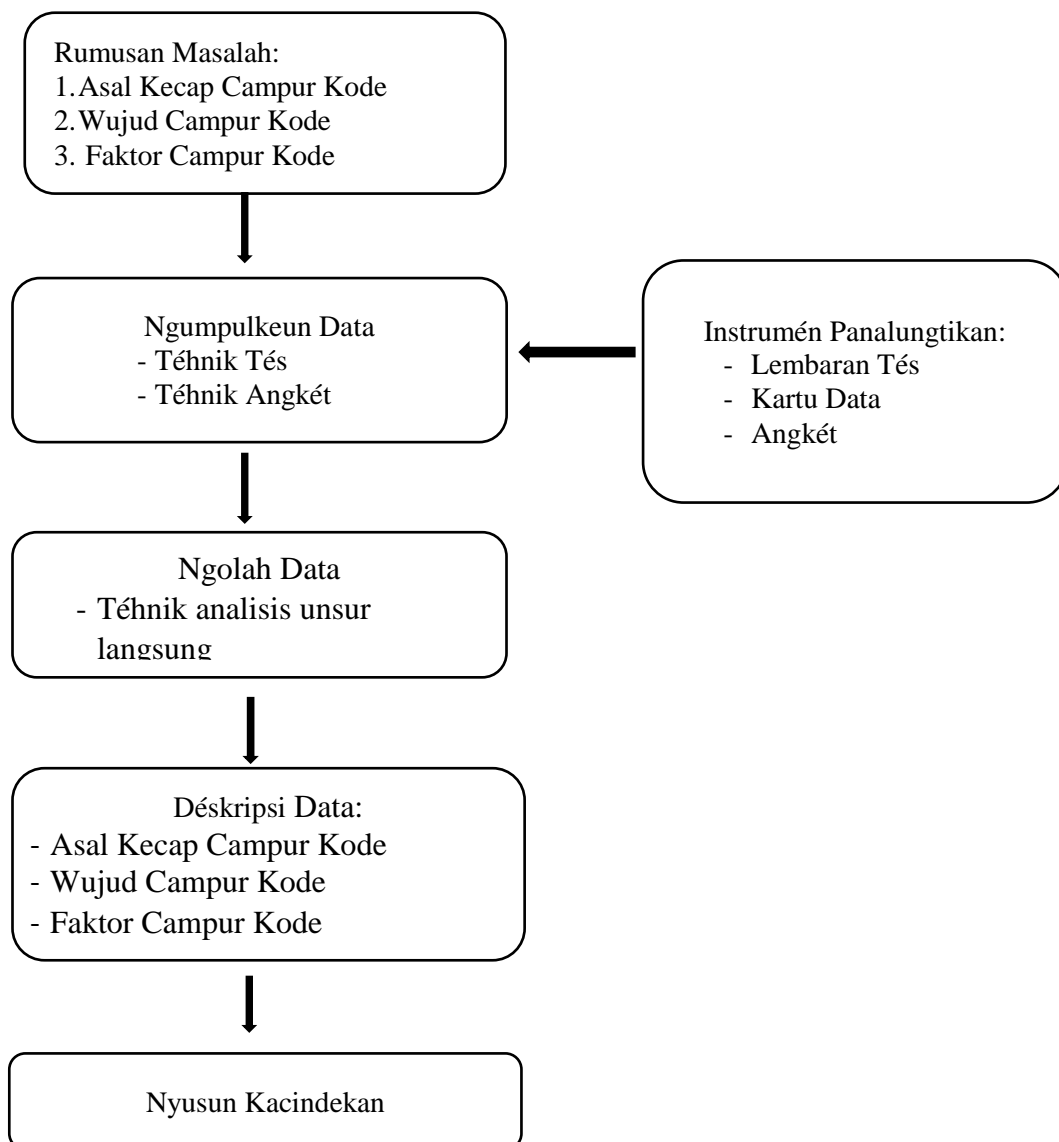 Rumusan Masalah:
1. Asal Kecap Campur Kode
2. Wujud Campur Kode
3. Faktor Campur Kode
Ngumpulkeun Data
- Téhnik Tés
- Téhnik Angkét
Instrumén Panalungtikan:
- Lembaran Tés
- Kartu Data
- Angkét
Ngolah Data
- Téhnik analisis unsur
langsung
Déskripsi Data:
- Asal Kecap Campur Kode
- Wujud Campur Kode
- Faktor Campur Kode
Nyusun Kacindekan